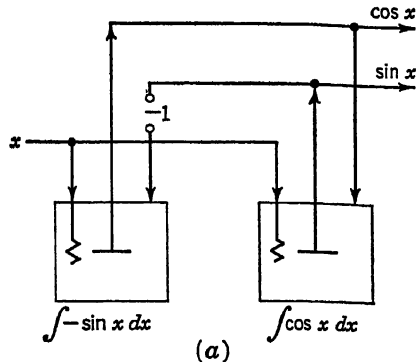 cos x
sin x
−1
x
∫−sin x dx
∫cos x dx
(a)